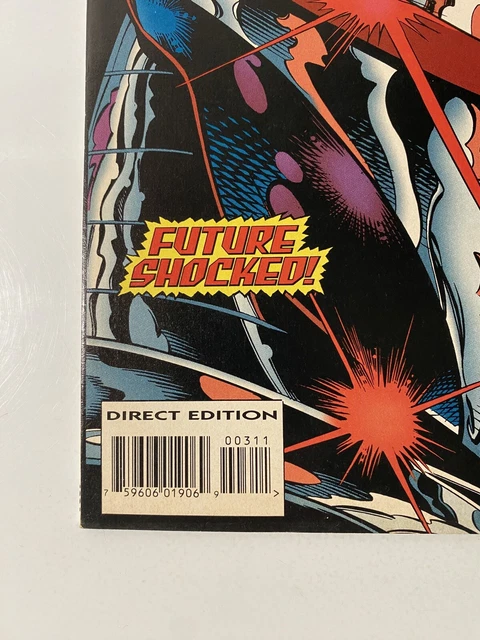 FUTURE
SHOCKED!
DIRECT EDITION
00311
7 59606 01906 9 >